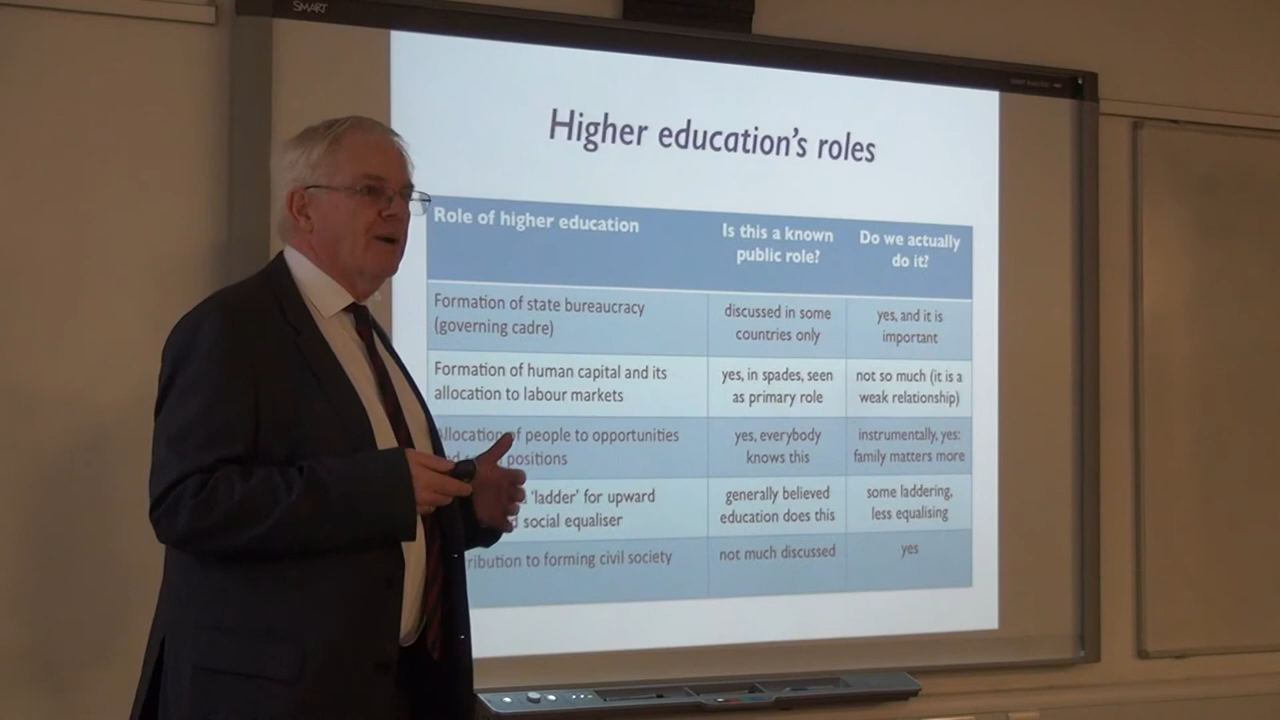 SMART
Higher education's roles
Role of higher education
Is this a known
public role?
Do we actually
do it?
Formation of state bureaucracy
(governing cadre)
discussed in some
countries only
yes, and it is
important
Formation of human capital and its
allocation to labour markets
yes, in spades, seen
as primary role
not so much (it is a
weak relationship)
of people to opportunities
positions
yes, everybody
knows this
instrumentally, yes:
family matters more
'ladder' for upward
social equaliser
generally believed
education does this
some laddering,
less equalising
to forming civil society
not much discussed
yes